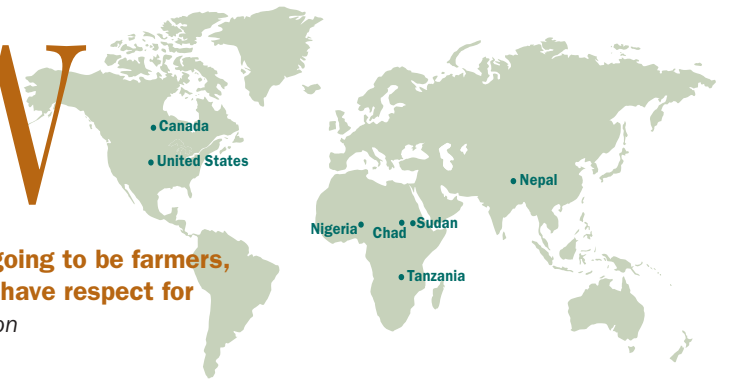 W
Canada
United States
Nepal
Nigeria
Chad
Sudan
Tanzania
going to be farmers,
have respect for
on